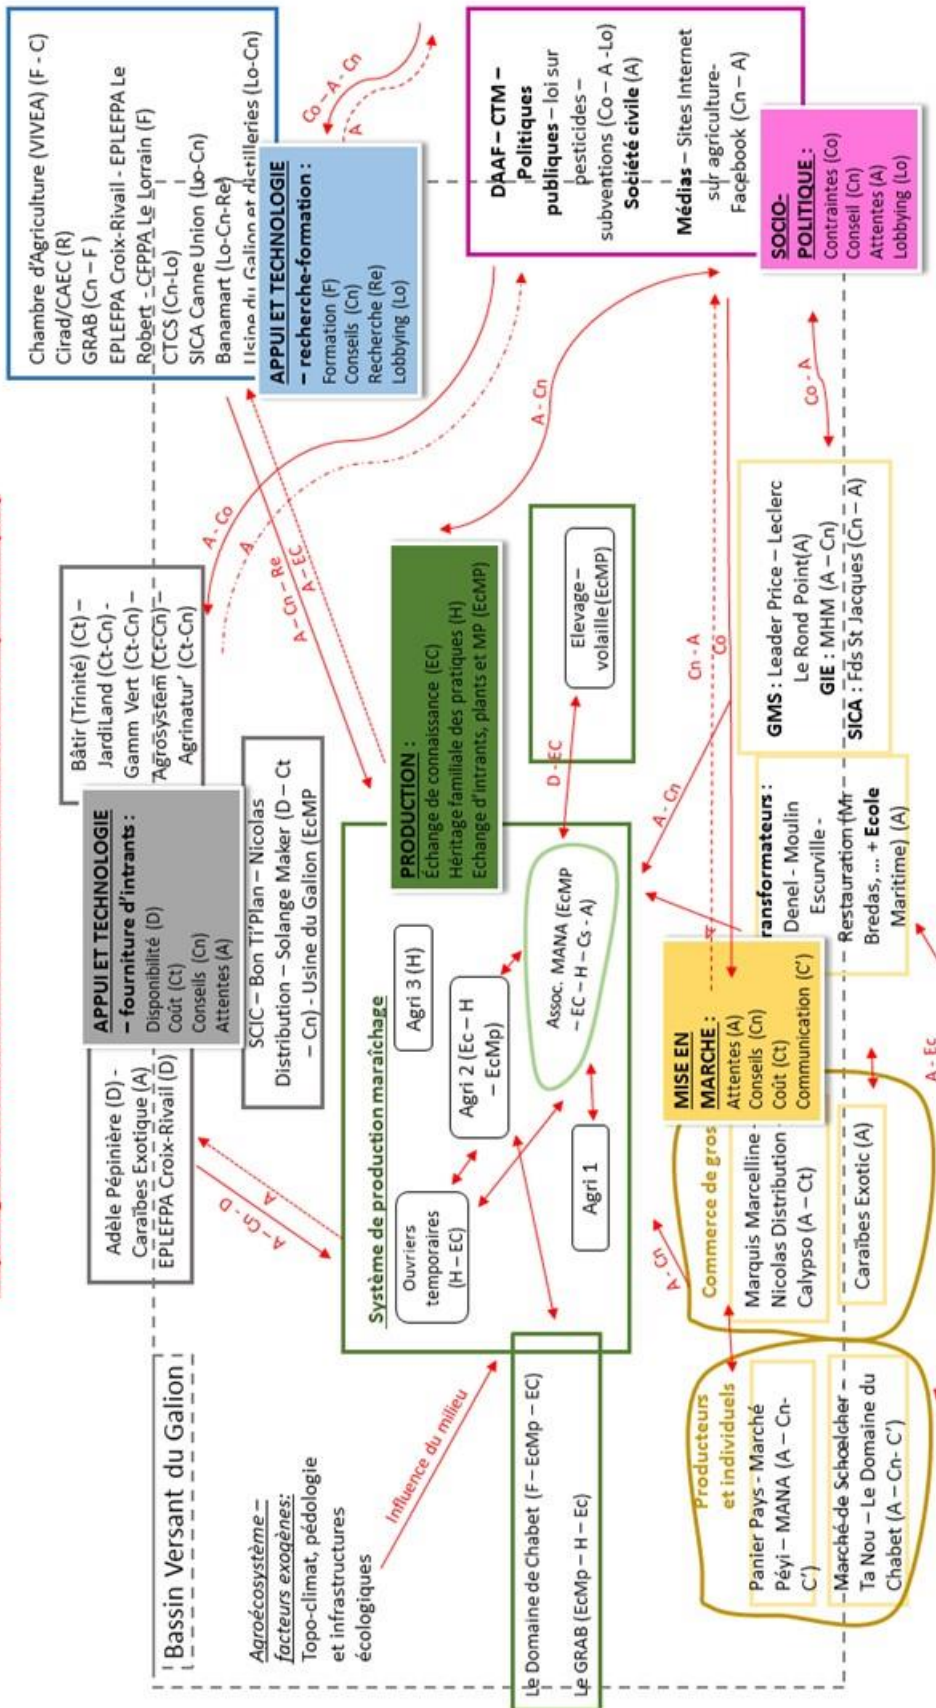 Bassin Versant du Galion
Agroécosystème –
facteurs exogènes:
Topo-climat, pédologie
et infrastructures
écologiques
Influence du milieu
Adèle Pépinière (D) -
Caraïbes Exotique (A)
EPLEFPA Croix-Rivail (D)
APPUI ET TECHNOLOGIE
– fourniture d'intrants :
Disponibilité (D)
Coût (Ct)
Conseils (Cn)
Attentes (A)
Bâtir (Trinité) (Ct) –
JardiLand (Ct-Cn) -
Gamm Vert (Ct-Cn) –
Agrosystem (Ct-Cn) –
Agrinatur' (Ct-Cn)
SCIC – Bon Ti'Plan – Nicolas
Distribution – Solange Maker (D – Ct
– Cn) - Usine du Galion (EcMP
A – Cn - D
A
Chambre d'Agriculture (VIVEA) (F - C)
Cirad/CAEC (R)
GRAB (Cn – F )
EPLEFPA Croix-Rivail - EPLEFPA Le
Robert - CFPPA Le Lorrain (F)
CTCS (Cn-Lo)
SICA Canne Union (Lo-Cn)
Banamart (Lo-Cn-Re)
Usine du Galion et distilleries (Lo-Cn)
APPUI ET TECHNOLOGIE
– recherche-formation :
Formation (F)
Conseils (Cn)
Recherche (Re)
Lobbying (Lo)
Co – A - Cn
A
A - Co
A
A – Cn – Re
A – EC
A - Cn
Système de production maraîchage
Ouvriers
temporaires
(H – EC)
Agri 3 (H)
Agri 2 (Ec – H
– EcMp)
Agri 1
Assoc. MANA (EcMP
– EC – H – Cs - A)
PRODUCTION :
Echange de connaissance (EC)
Héritage familiale des pratiques (H)
Echange d'intrants, plants et MP (EcMP)
D - EC
Elevage –
volaille (EcMP)
Le Domaine de Chabet (F – EcMp – EC)
Le GRAB (EcMp – H – Ec)
DAAF – CTM –
Politiques
publiques – loi sur
pesticides –
subventions (Co – A -Lo)
Société civile (A)
Médias – Sites Internet
sur agriculture-
Facebook (Cn – A)
SOCIO-
POLITIQUE :
Contraintes (Co)
Conseil (Cn)
Attentes (A)
Lobbying (Lo)
Cn - A
Co
A - Cn
Co - A
A - Cn
Producteurs
et individuels
Panier Pays - Marché
Péyi – MANA (A – Cn-
C')
Marché de Schœlcher –
Ta Nou – Le Domaine du
Chabet (A – Cn- C')
Commerce de gros
Marquis Marcelline -
Nicolas Distribution -
Calypso (A – Ct)
Caraïbes Exotic (A)
MISE EN
MARCHE :
Attentes (A)
Conseils (Cn)
Coût (Ct)
Communication (C')
ransformateurs :
Denel - Moulin
Escurville -
Restauration (Mr
Bredas, ... + Ecole
Maritime) (A)
GMS : Leader Price – Leclerc
Le Rond Point(A)
GIE : MHM (A – Cn)
SICA : Fds St Jacques (Cn – A)
A - Ec